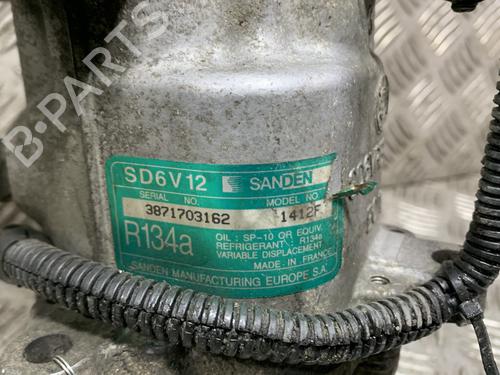 B-PARTS
SD6V12 SANDEN
SERIAL NO. MODEL NO.
3871703162 1412F
R134a
OIL : SP-10 OR EQUIV.
REFRIGERANT : R134a
VARIABLE DISPLACEMENT
MADE IN FRANCE
SANDEN MANUFACTURING EUROPE S.A.